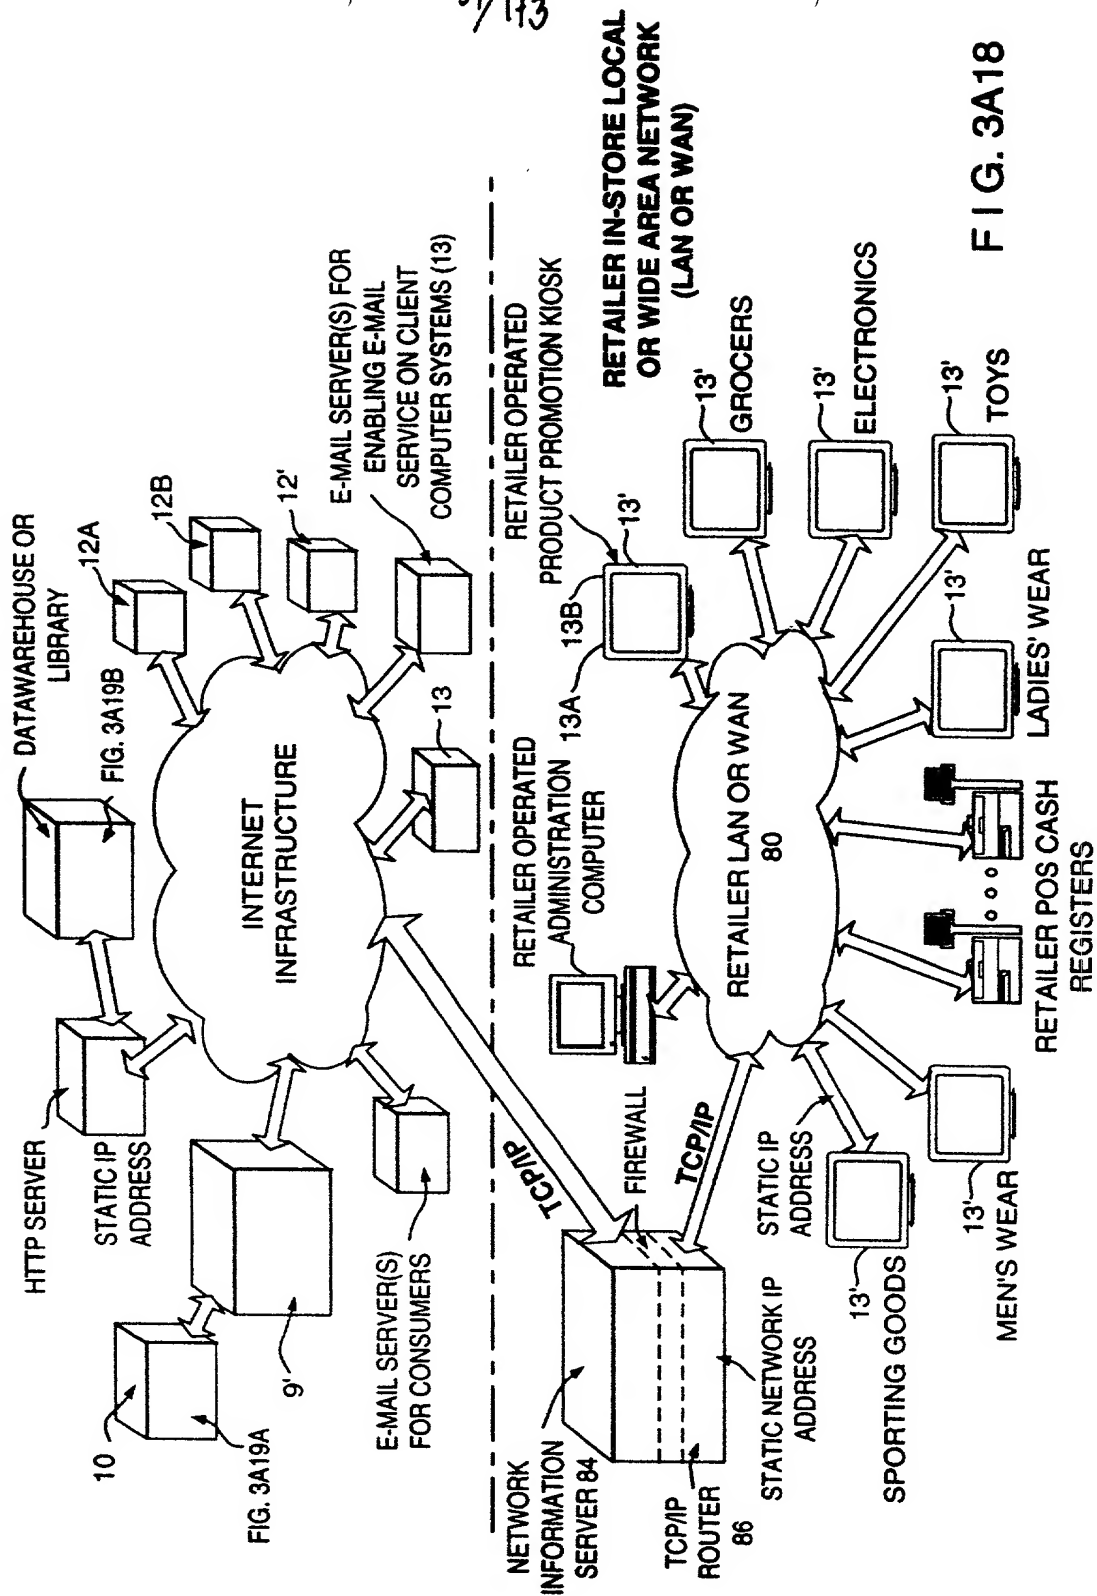 /173
DATAWAREHOUSE OR
LIBRARY
FIG. 3A19B
HTTP SERVER
STATIC IP
ADDRESS
10
FIG. 3A19A
9'
E-MAIL SERVER(S)
FOR CONSUMERS
INTERNET
INFRASTRUCTURE
12A
12B
12'
E-MAIL SERVER(S) FOR
ENABLING E-MAIL
SERVICE ON CLIENT
COMPUTER SYSTEMS (13)
13
TCP/IP
NETWORK
INFORMATION
SERVER 84
FIREWALL
TCP/IP
TCP/IP
ROUTER
86
STATIC NETWORK IP
ADDRESS
RETAILER OPERATED
ADMINISTRATION
COMPUTER
RETAILER OPERATED
PRODUCT PROMOTION KIOSK
13A
13B
13'
RETAILER IN-STORE LOCAL
OR WIDE AREA NETWORK
(LAN OR WAN)
RETAILER LAN OR WAN
80
13'
GROCERS
13'
ELECTRONICS
13'
TOYS
13'
LADIES' WEAR
RETAILER POS CASH
REGISTERS
13'
MEN'S WEAR
STATIC IP
ADDRESS
13'
SPORTING GOODS
FIG. 3A18